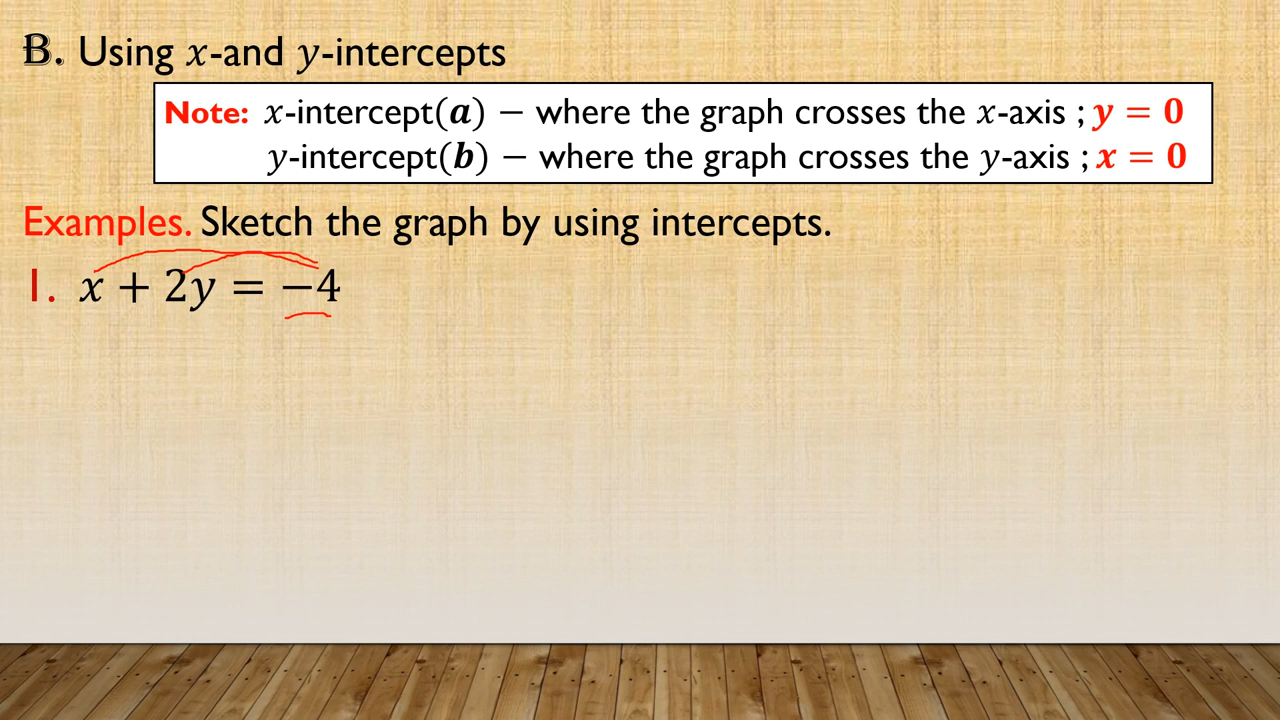 B. Using x-and y-intercepts
Note: x-intercept(a) − where the graph crosses the x-axis ; y = 0
y-intercept(b) − where the graph crosses the y-axis ; x = 0
Examples. Sketch the graph by using intercepts.
1. x + 2y = −4